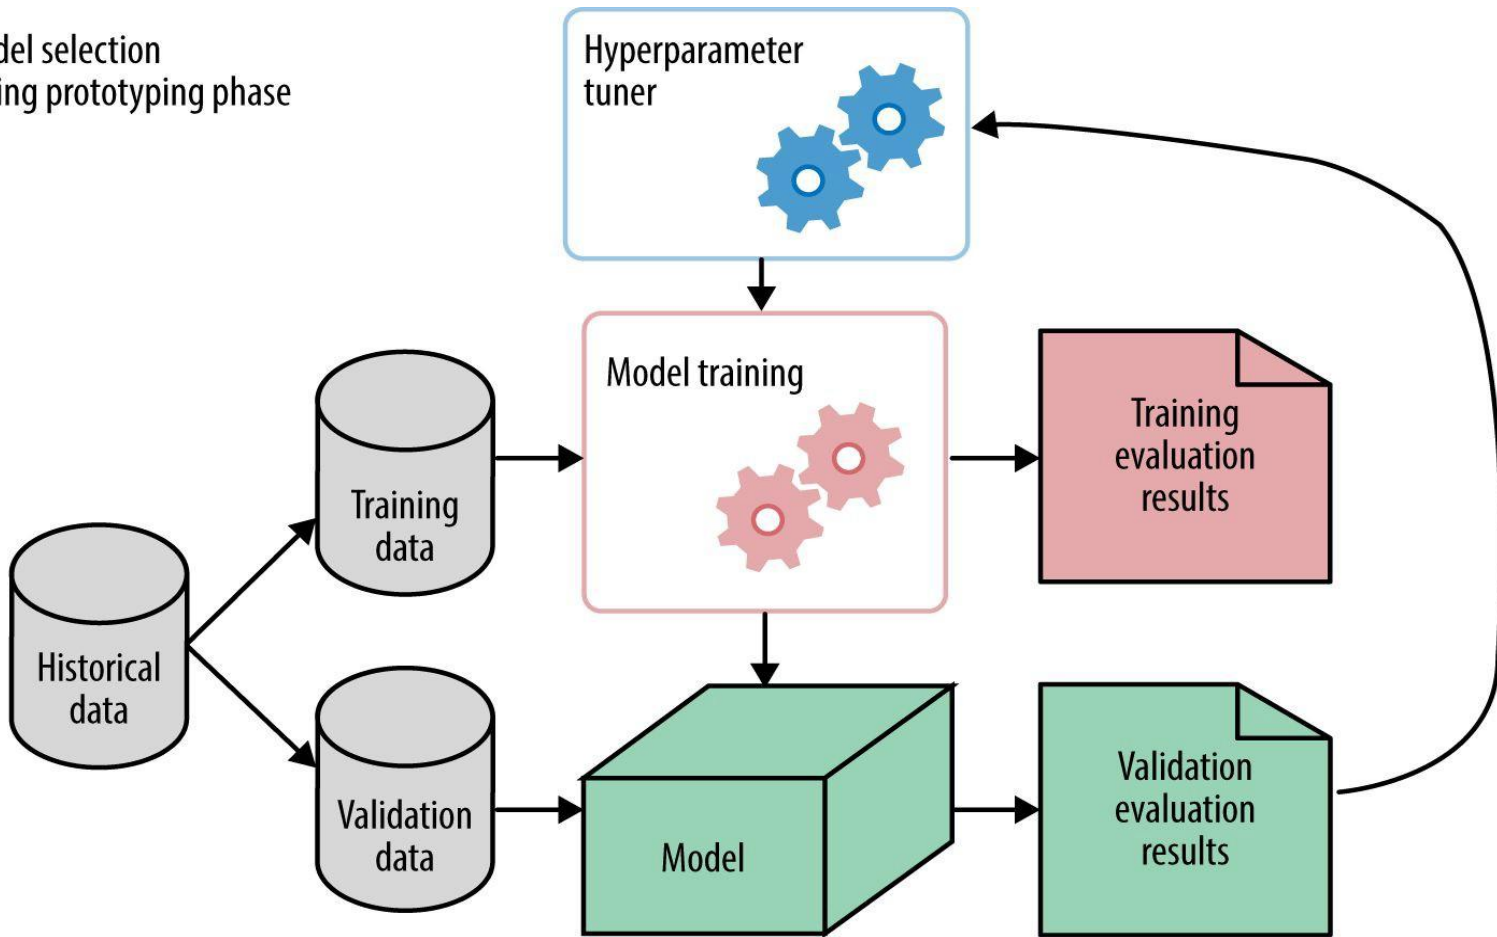 del selection
ing prototyping phase
Hyperparameter
tuner
Model training
Training
evaluation
results
Training
data
Historical
data
Validation
data
Model
Validation
evaluation
results